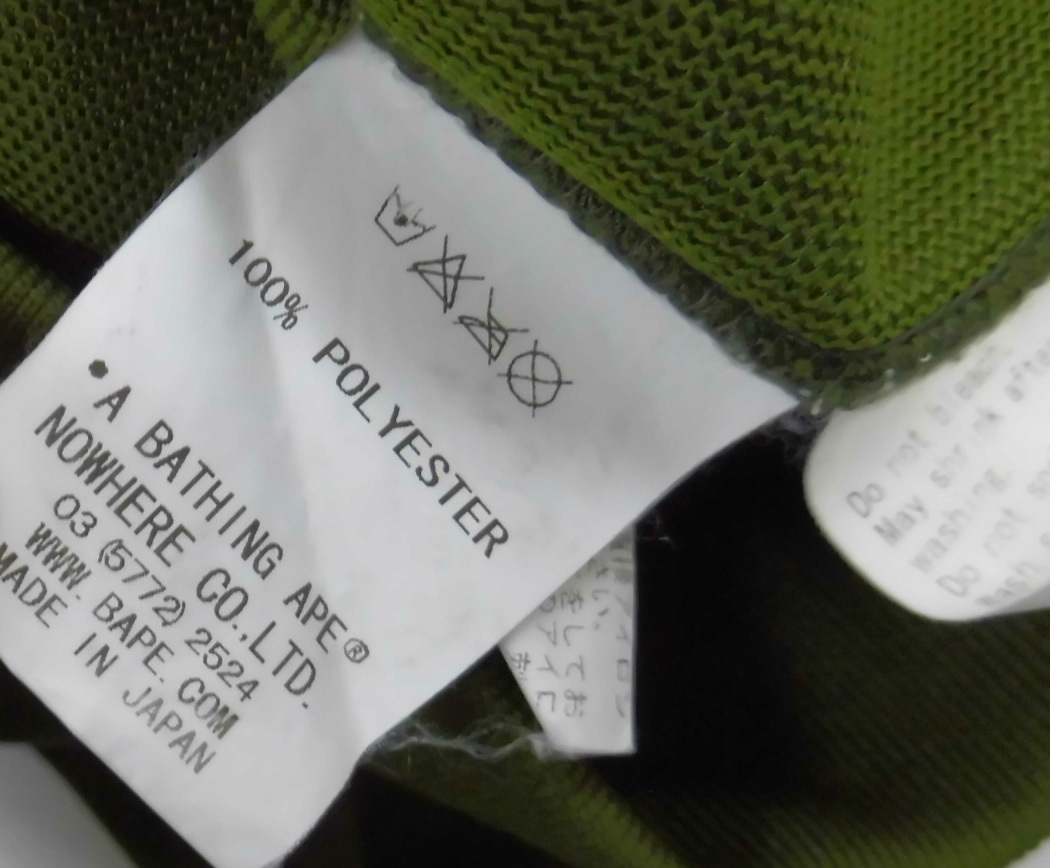 100% POLYESTER
● A BATHING APE®
NOWHERE CO., LTD.
03 (5772) 2524
WWW. BAPE. COM
MADE IN JAPAN
Do not bleach
May shrink after
washing.
Do not